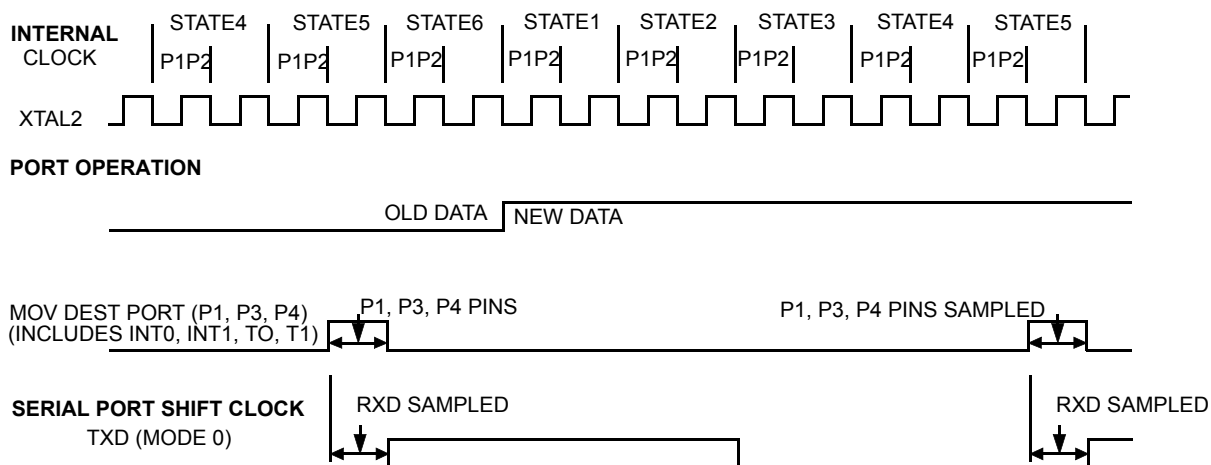 INTERNAL
CLOCK
STATE4 STATE5 STATE6 STATE1 STATE2 STATE3 STATE4 STATE5
P1P2 P1P2 P1P2 P1P2 P1P2 P1P2 P1P2 P1P2
XTAL2
PORT OPERATION
OLD DATA NEW DATA
MOV DEST PORT (P1, P3, P4)
(INCLUDES INT0, INT1, TO, T1)
P1, P3, P4 PINS
P1, P3, P4 PINS SAMPLED
SERIAL PORT SHIFT CLOCK
TXD (MODE 0)
RXD SAMPLED
RXD SAMPLED